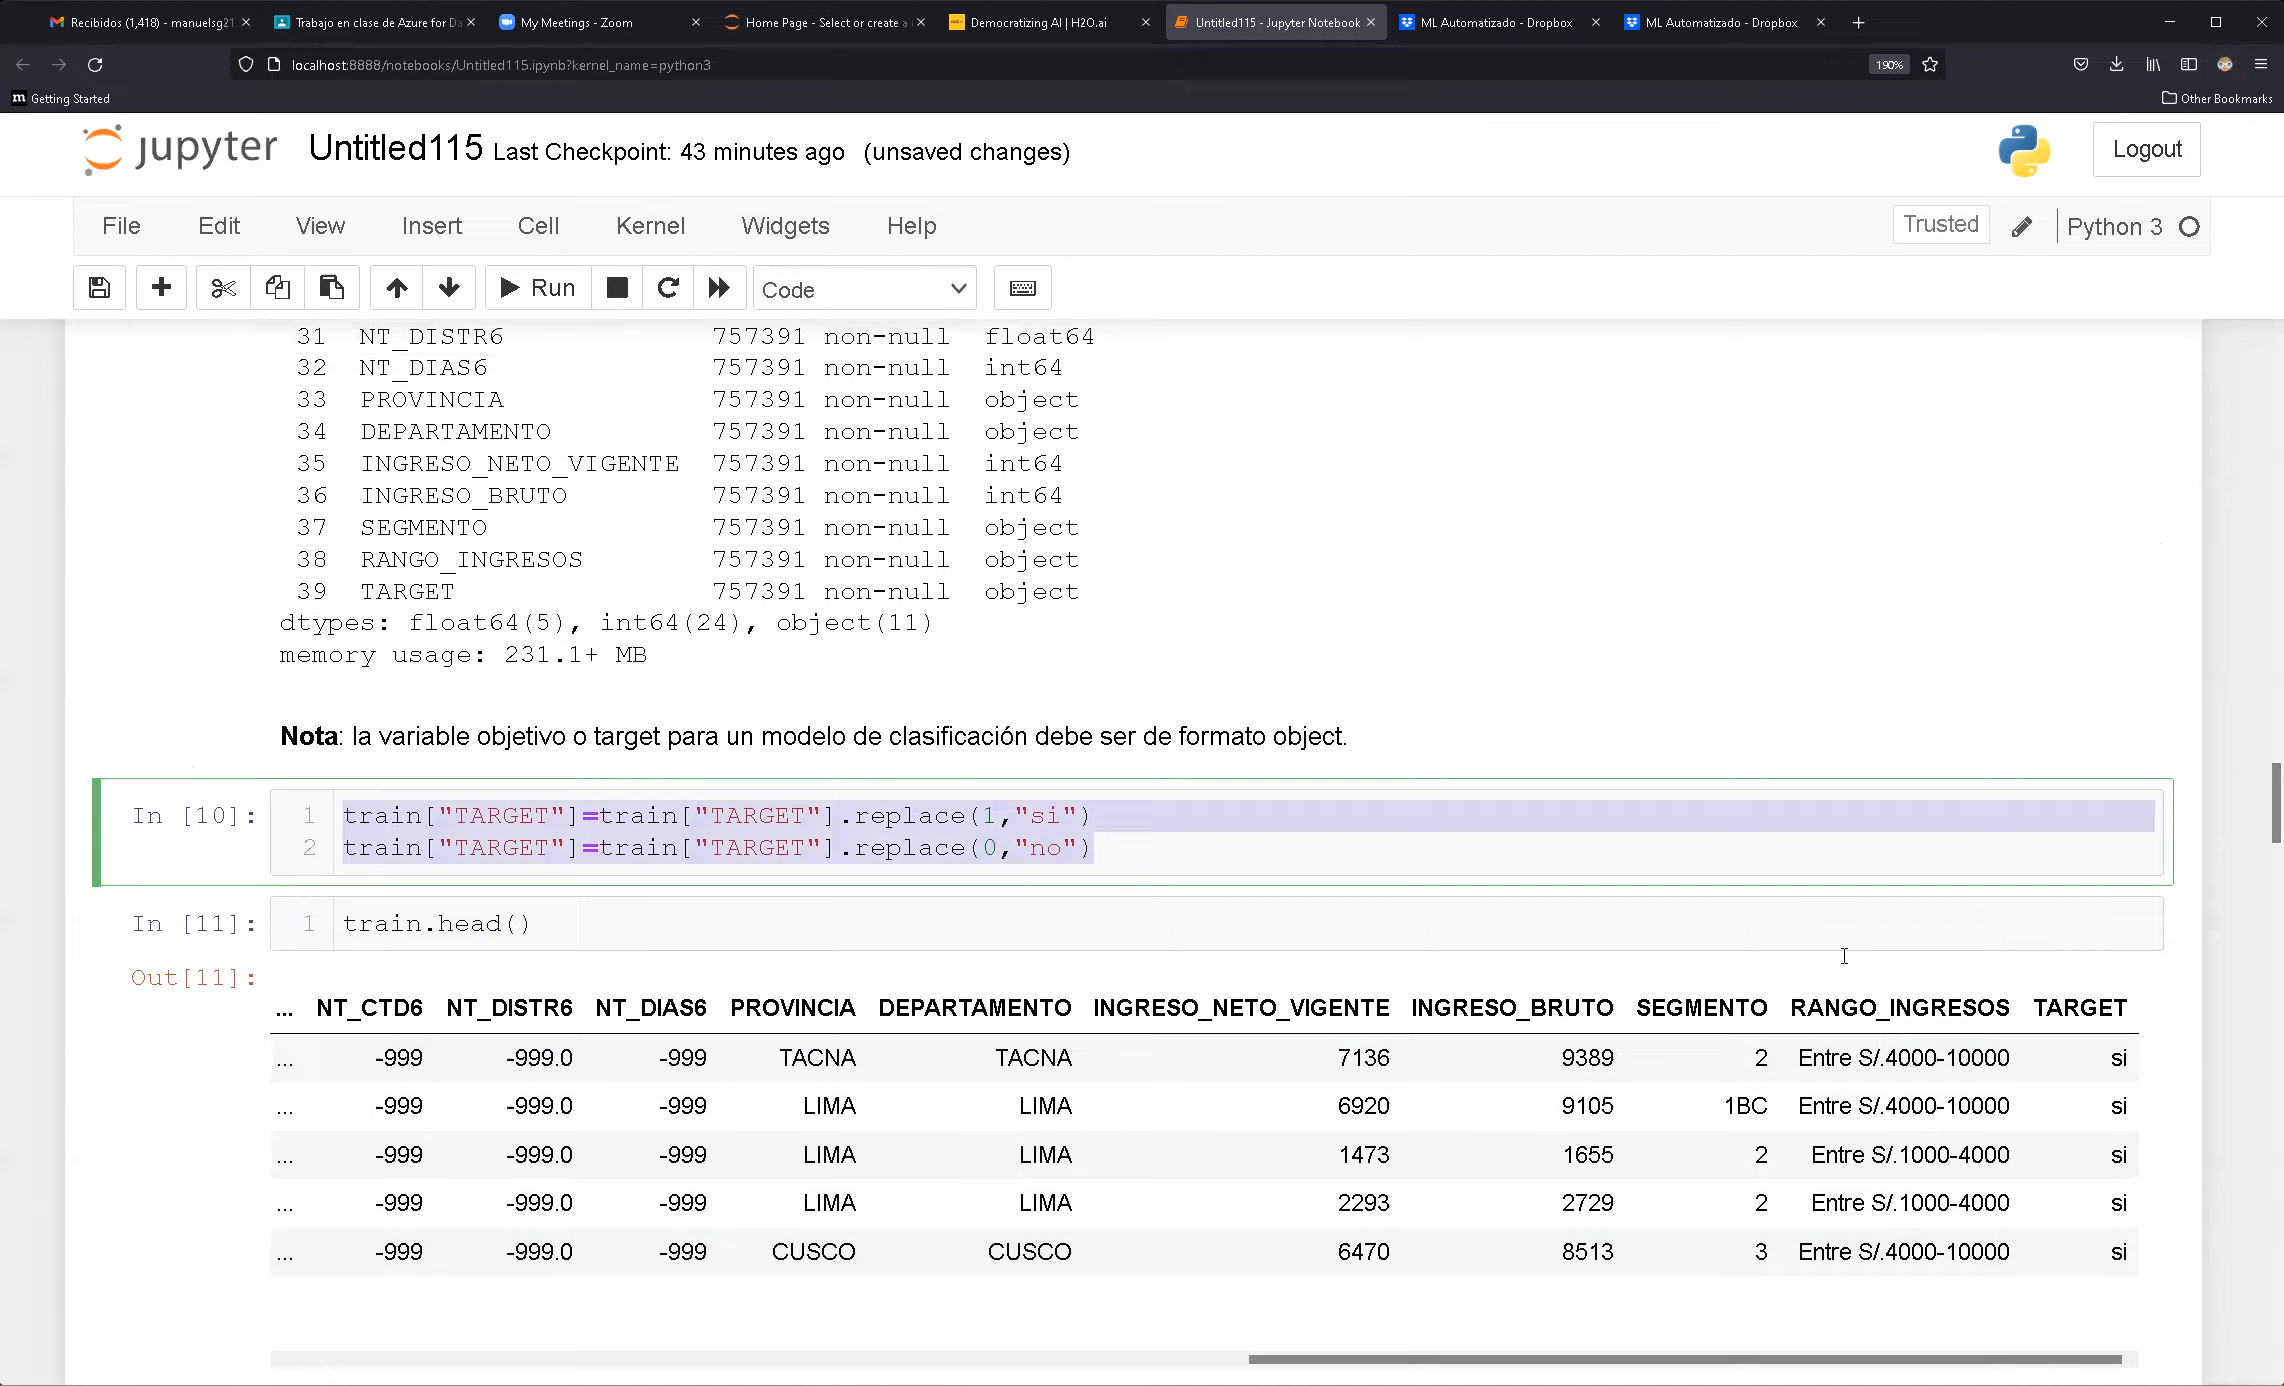 Recibidos (1,418) - manuelsg21
Trabajo en clase de Azure for Da
My Meetings - Zoom
Home Page - Select or create a
Democratizing AI | H2O.ai
Untitled115 - Jupyter Notebook
ML Automatizado - Dropbox
ML Automatizado - Dropbox
localhost:8888/notebooks/Untitled115.ipynb?kernel_name=python3
190%
Getting Started
Other Bookmarks
jupyter Untitled115 Last Checkpoint: 43 minutes ago (unsaved changes)
Logout
File Edit View Insert Cell Kernel Widgets Help
Trusted
Python 3
Run
Code
31 NT_DISTR6 757391 non-null float64
32 NT_DIAS6 757391 non-null int64
33 PROVINCIA 757391 non-null object
34 DEPARTAMENTO 757391 non-null object
35 INGRESO_NETO_VIGENTE 757391 non-null int64
36 INGRESO_BRUTO 757391 non-null int64
37 SEGMENTO 757391 non-null object
38 RANGO_INGRESOS 757391 non-null object
39 TARGET 757391 non-null object
dtypes: float64(5), int64(24), object(11)
memory usage: 231.1+ MB
Nota: la variable objetivo o target para un modelo de clasificación debe ser de formato object.
In [10]: 1 train["TARGET"]=train["TARGET"].replace(1,"si")
2 train["TARGET"]=train["TARGET"].replace(0,"no")
In [11]: 1 train.head()
Out[11]:
... NT_CTD6 NT_DISTR6 NT_DIAS6 PROVINCIA DEPARTAMENTO INGRESO_NETO_VIGENTE INGRESO_BRUTO SEGMENTO RANGO_INGRESOS TARGET
... -999 -999.0 -999 TACNA TACNA 7136 9389 2 Entre S/.4000-10000 si
... -999 -999.0 -999 LIMA LIMA 6920 9105 1BC Entre S/.4000-10000 si
... -999 -999.0 -999 LIMA LIMA 1473 1655 2 Entre S/.1000-4000 si
... -999 -999.0 -999 LIMA LIMA 2293 2729 2 Entre S/.1000-4000 si
... -999 -999.0 -999 CUSCO CUSCO 6470 8513 3 Entre S/.4000-10000 si